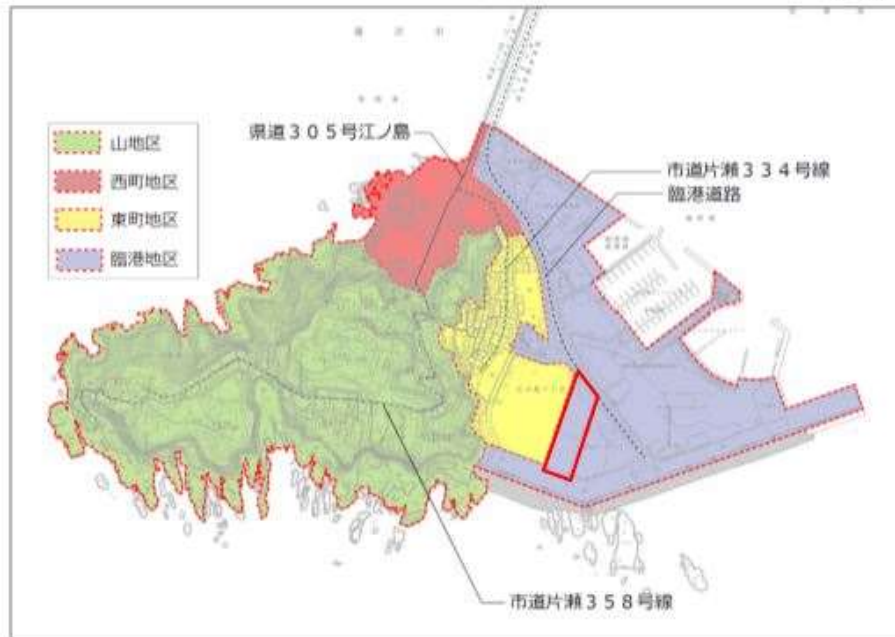 県道３０５号江ノ島
山地区
西町地区
東町地区
臨港地区
市道片瀬３３４号線
臨港道路
市道片瀬３５８号線